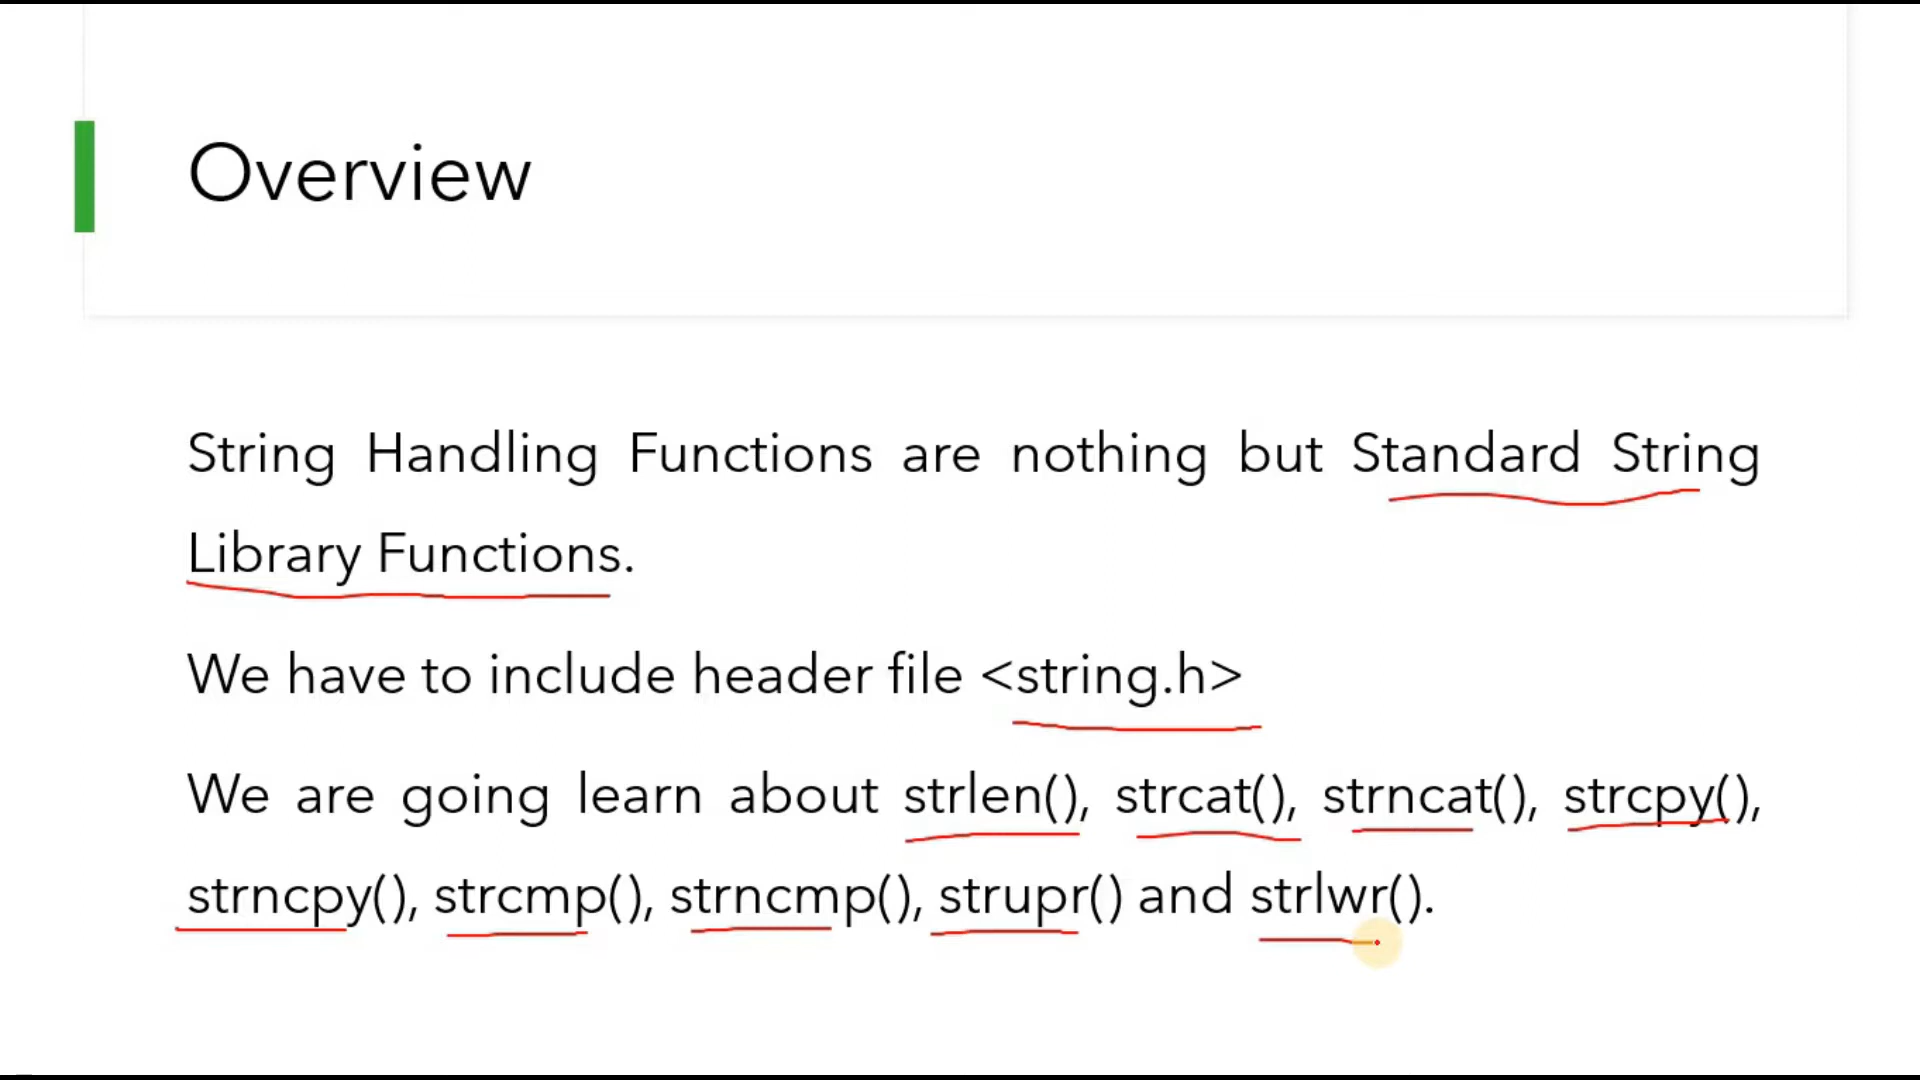 Overview
String Handling Functions are nothing but Standard String
Library Functions.
We have to include header file <string.h>
We are going learn about strlen(), strcat(), strncat(), strcpy(),
strncpy(), strcmp(), strncmp(), strupr() and strlwr().